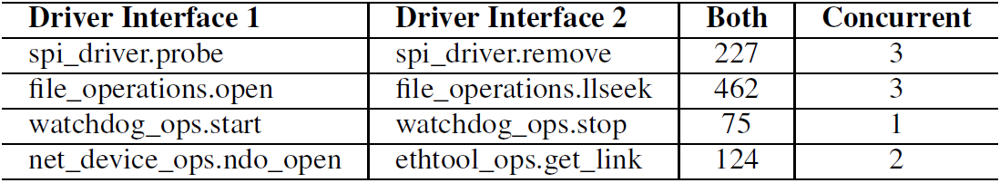 Driver Interface 1 Driver Interface 2 Both Concurrent
spi_driver.probe spi_driver.remove 227 3
file_operations.open file_operations.llseek 462 3
watchdog_ops.start watchdog_ops.stop 75 1
net_device_ops.ndo_open ethtool_ops.get_link 124 2